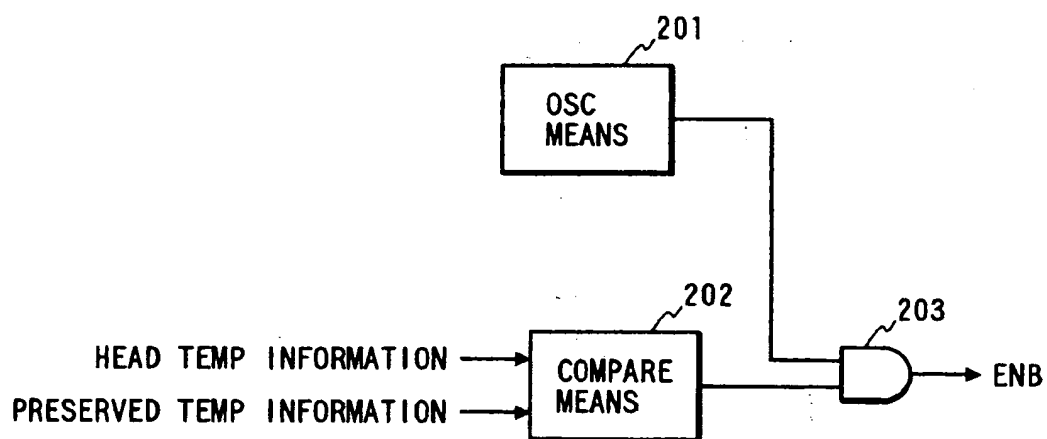 201
OSC
MEANS
202
203
HEAD TEMP INFORMATION
COMPARE
MEANS
ENB
PRESERVED TEMP INFORMATION